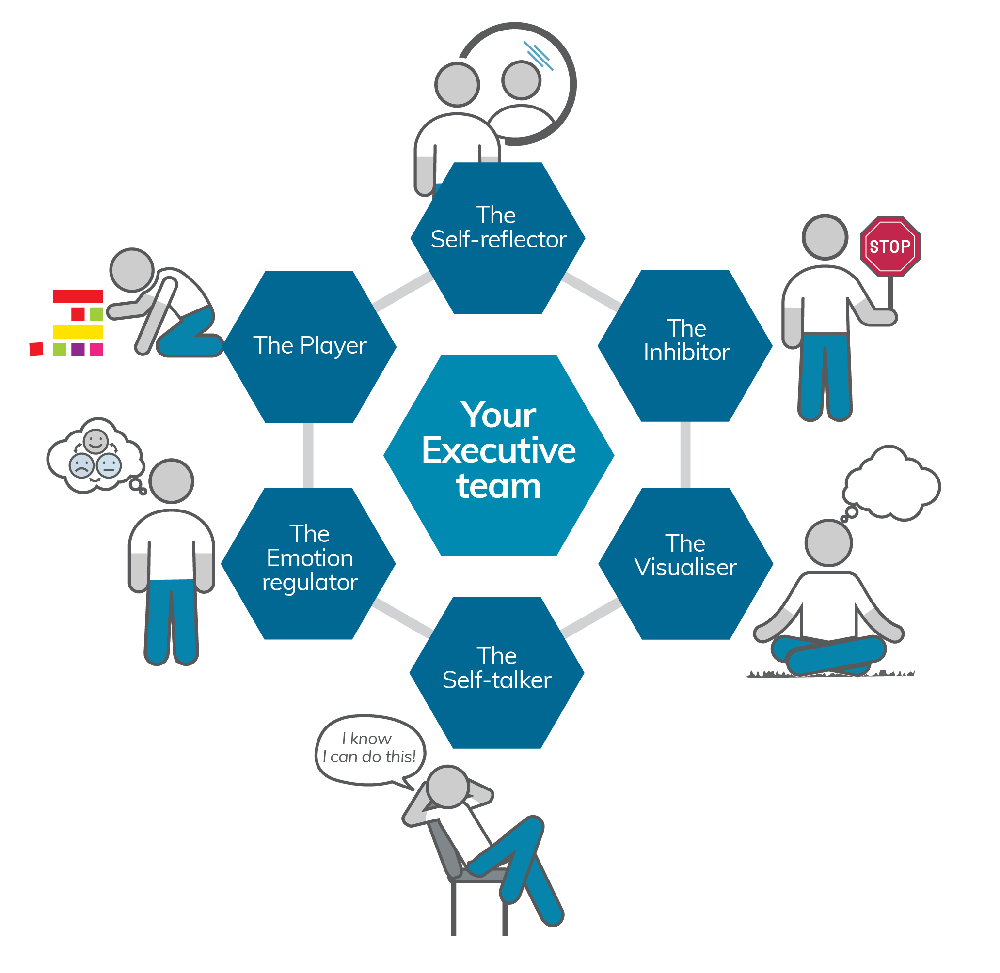 The
Self-reflector
STOP
The
Inhibitor
The Player
Your
Executive
team
The
Emotion
regulator
The
Visualiser
The
Self-talker
I know
I can do this!